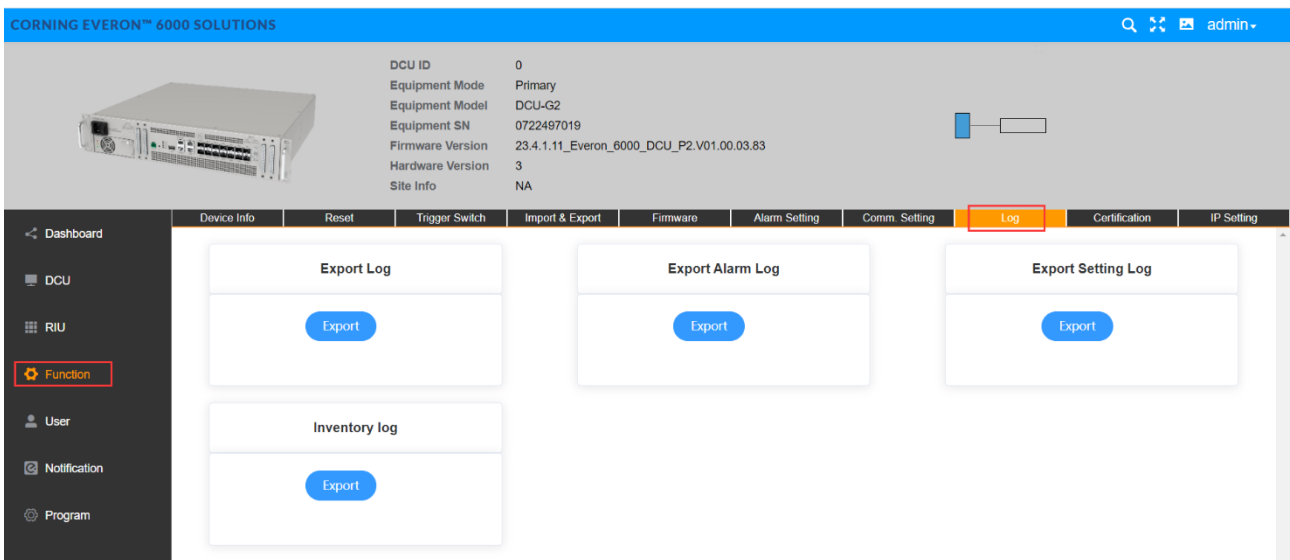 CORNING EVERON™ 6000 SOLUTIONS
admin
DCU ID 0
Equipment Mode Primary
Equipment Model DCU-G2
Equipment SN 0722497019
Firmware Version 23.4.1.11_Everon_6000_DCU_P2.V01.00.03.83
Hardware Version 3
Site Info NA
Device Info Reset Trigger Switch Import & Export Firmware Alarm Setting Comm. Setting Log Certification IP Setting
Dashboard
DCU
RIU
Function
User
Notification
Program
Export Log
Export
Export Alarm Log
Export
Export Setting Log
Export
Inventory log
Export